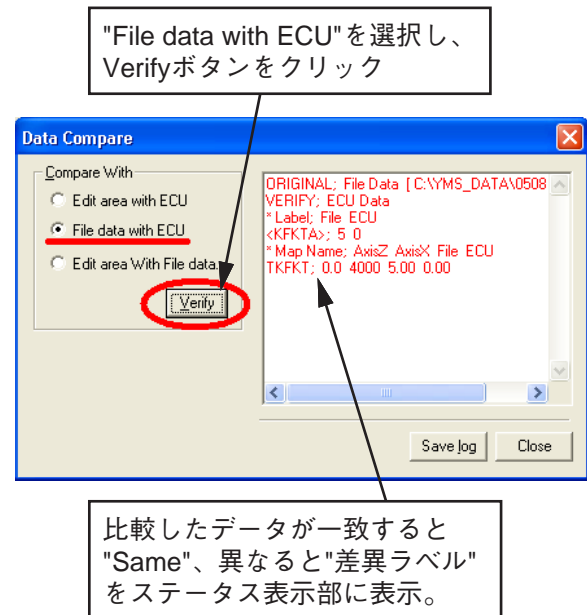 "File data with ECU"を選択し、
Verifyボタンをクリック
Data Compare
Compare With
Edit area with ECU
File data with ECU
Edit area With File data.
Verify
ORIGINAL; File Data [ C:\YMS_DATA\0508
VERIFY; ECU Data
* Label; File ECU
<KFKTA>; 5 0
* Map Name; AxisZ AxisX File ECU
TKFKT; 0.0 4000 5.00 0.00
Save log
Close
比較したデータが一致すると
"Same"、異なると"差異ラベル"
をステータス表示部に表示。